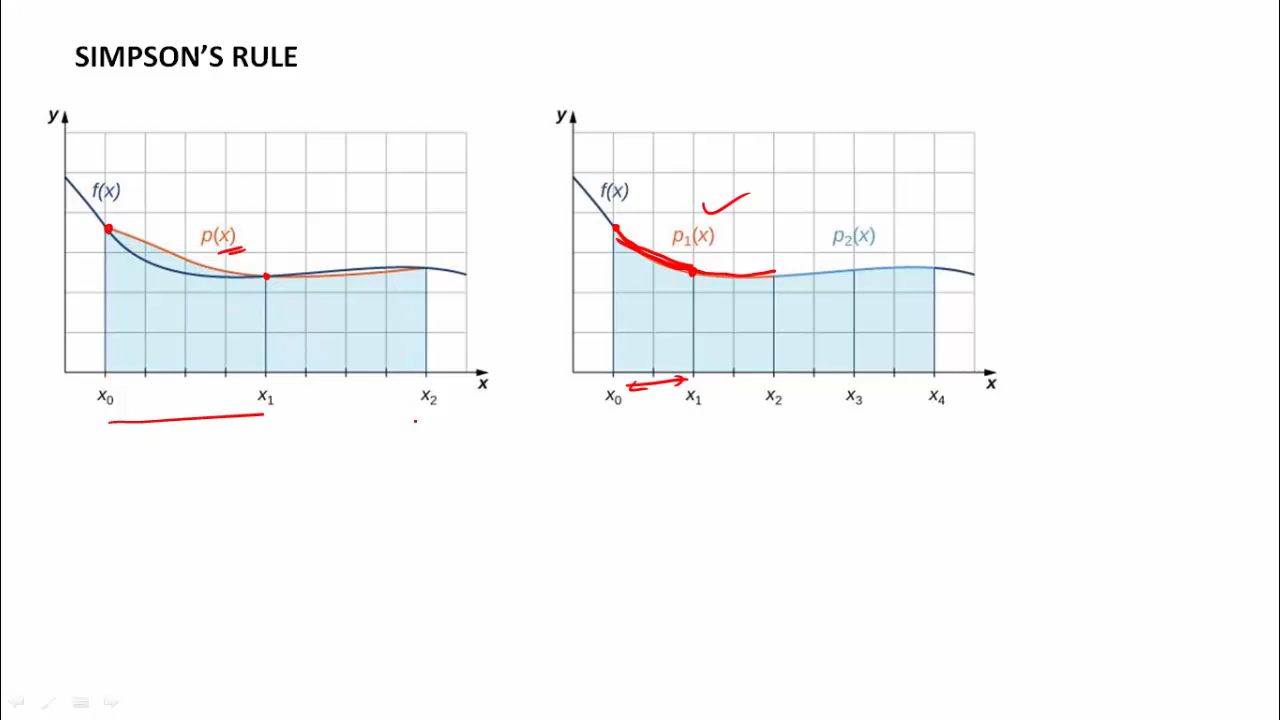 SIMPSON'S RULE
y
f(x)
p(x)
x₀ x₁ x₂
x
y
f(x)
p₁(x) p₂(x)
x₀ x₁ x₂ x₃ x₄
x